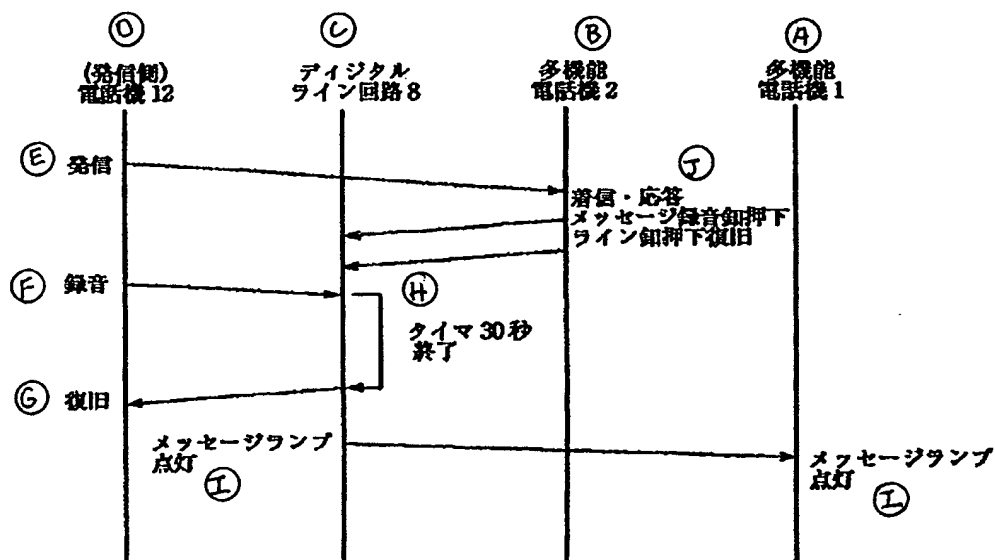 D
C
B
A
(発信側)
電話機12
ディジタル
ライン回路8
多機能
電話機2
多機能
電話機1
E
発信
J
着信・応答
メッセージ録音釦押下
ライン釦押下復旧
F
録音
H
タイマ30秒
終了
G
復旧
メッセージランプ
点灯
I
メッセージランプ
点灯
I